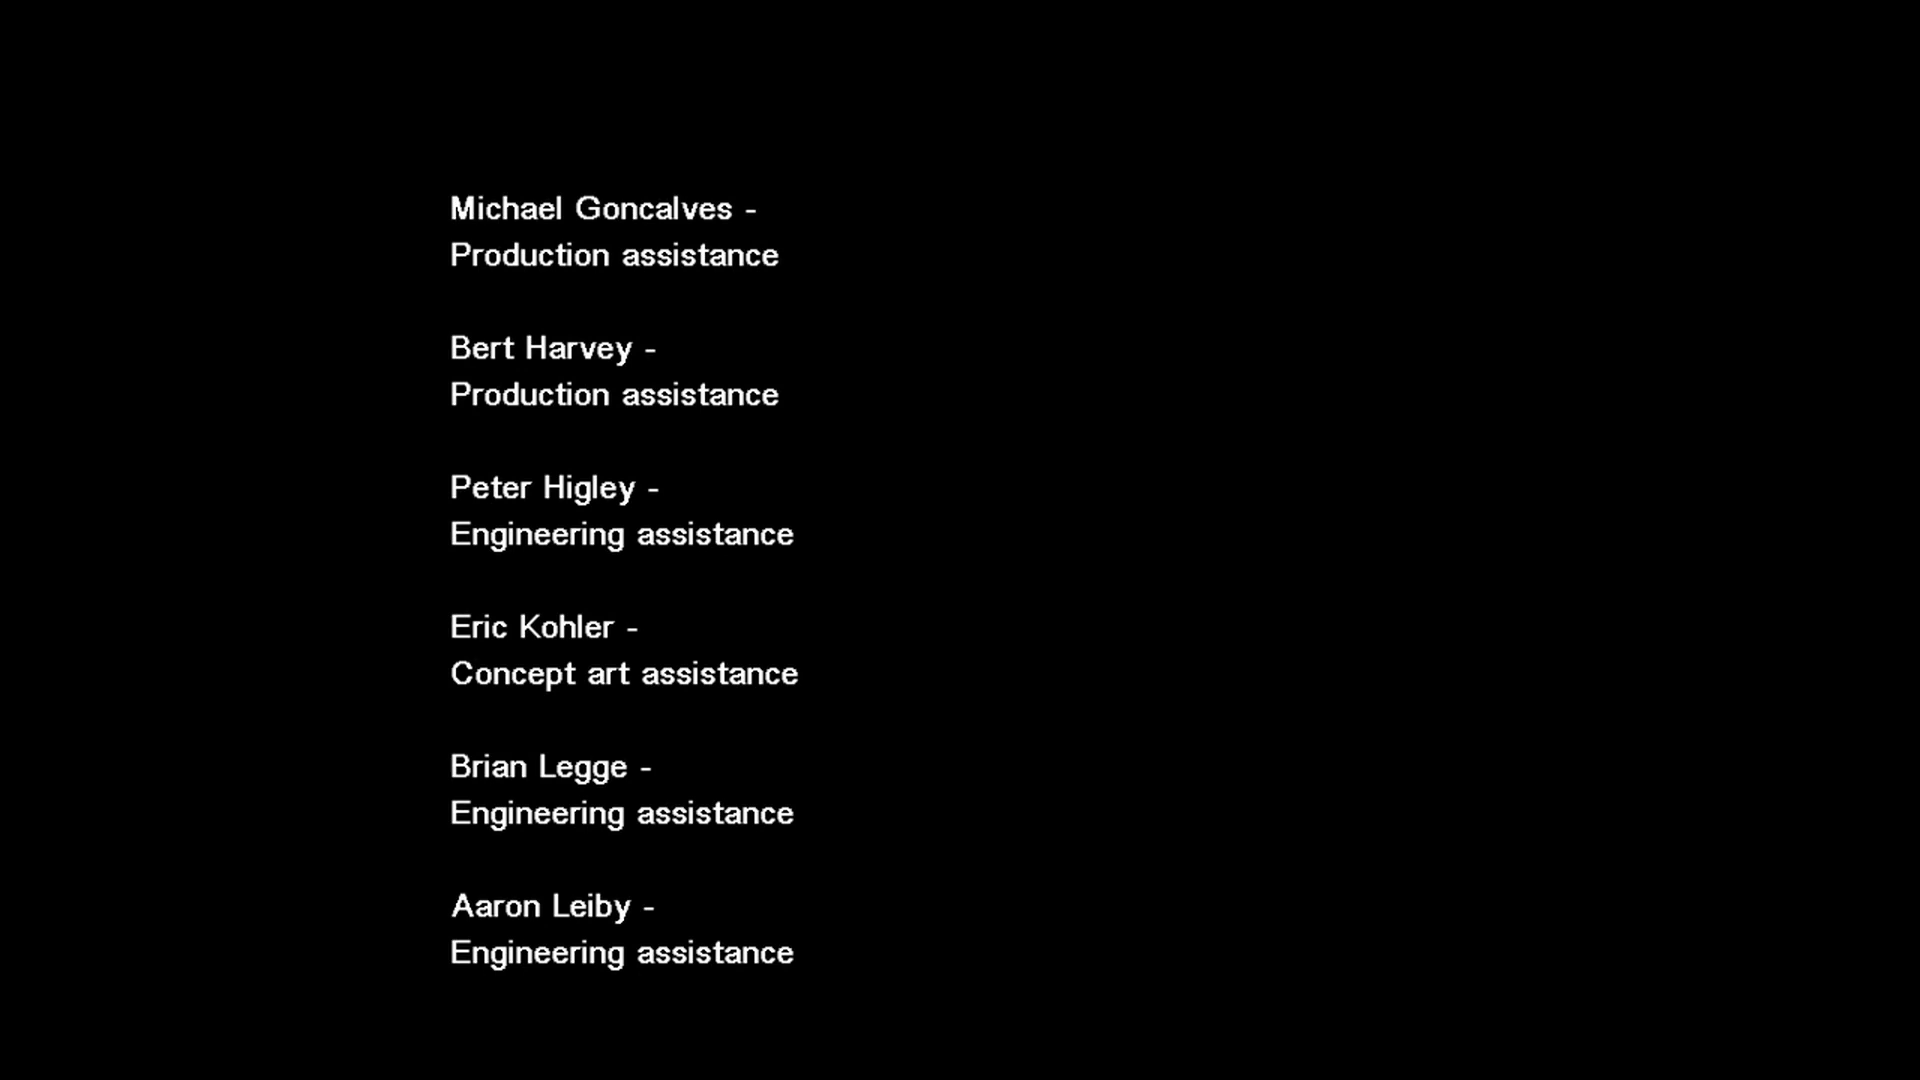 Michael Goncalves -
Production assistance
Bert Harvey -
Production assistance
Peter Higley -
Engineering assistance
Eric Kohler -
Concept art assistance
Brian Legge -
Engineering assistance
Aaron Leiby -
Engineering assistance